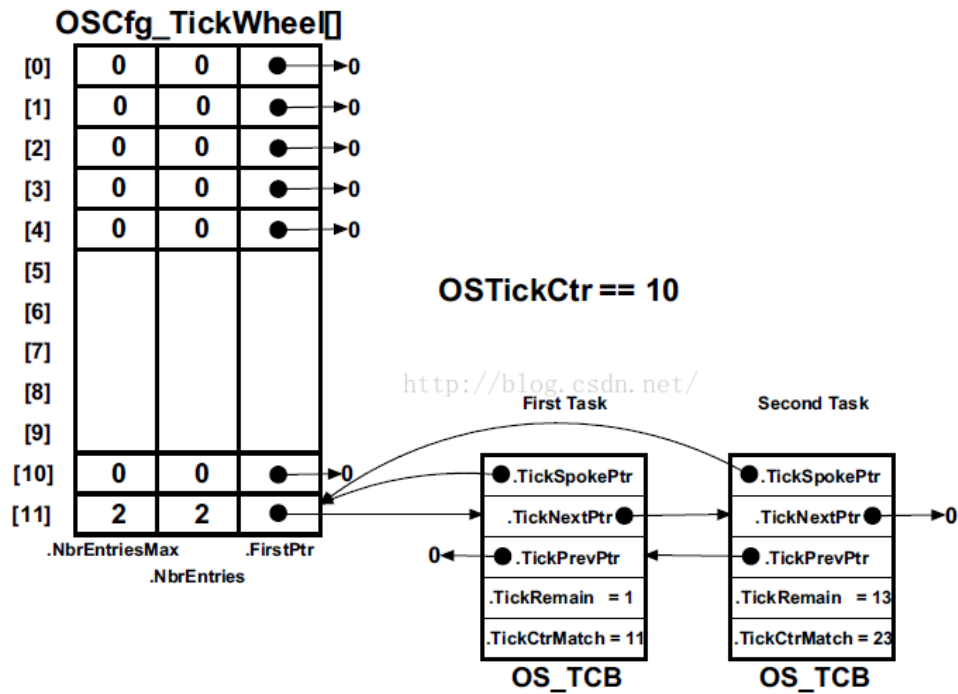 OSCfg_TickWheel[]
[0] 0 0 0
[1] 0 0 0
[2] 0 0 0
[3] 0 0 0
[4] 0 0 0
[5]
[6]
[7]
[8]
[9]
[10] 0 0 0
[11] 2 2
.NbrEntriesMax .FirstPtr
.NbrEntries
OSTickCtr == 10
http://blog.csdn.net/
First Task Second Task
.TickSpokePtr .TickSpokePtr
.TickNextPtr .TickNextPtr 0
0 .TickPrevPtr .TickPrevPtr
.TickRemain = 1 .TickRemain = 13
.TickCtrMatch = 11 .TickCtrMatch = 23
OS_TCB OS_TCB